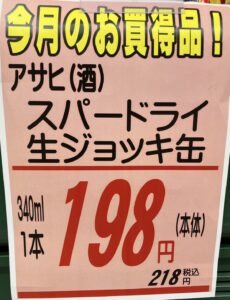 今月のお買得品！
アサヒ(酒)
スパードライ
生ジョッキ缶
340ml
1本
198円
(本体)
218税込円